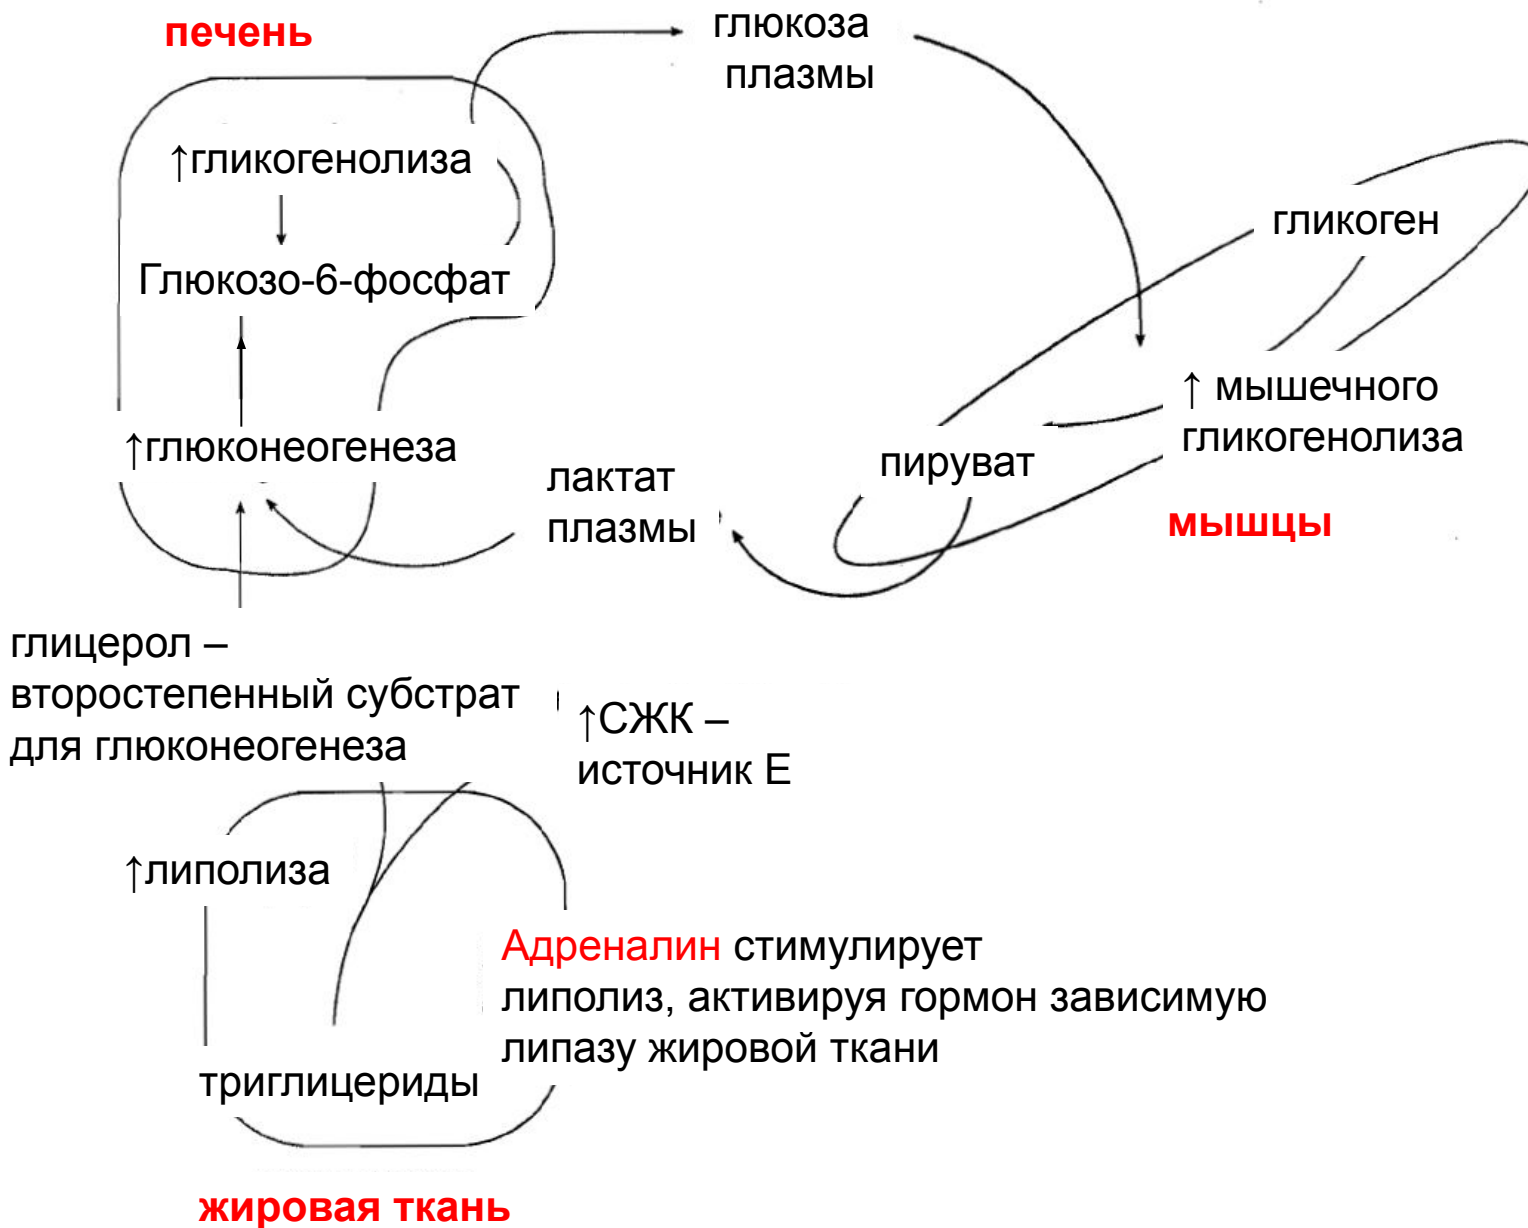 печень
глюкоза
плазмы
↑гликогенолиза
Глюкозо-6-фосфат
↑глюконеогенеза
гликоген
↑ мышечного
гликогенолиза
пируват
мышцы
лактат
плазмы
глицерол –
второстепенный субстрат
для глюконеогенеза
↑СЖК –
источник Е
↑липолиза
Адреналин стимулирует
липолиз, активируя гормон зависимую
липазу жировой ткани
триглицериды
жировая ткань